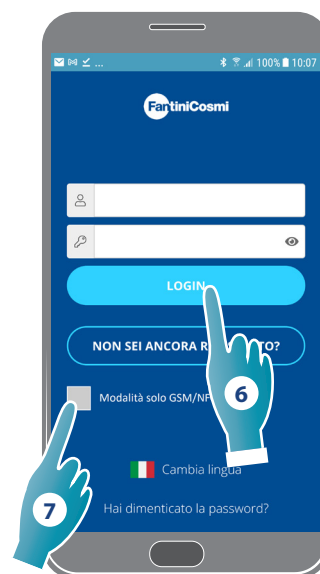 ... 100% 10:07
FantiniCosmi
LOGIN
NON SEI ANCORA TO?
Modalità solo GSM/NF
6
Cambia lingua
7
Hai dimenticato la password?